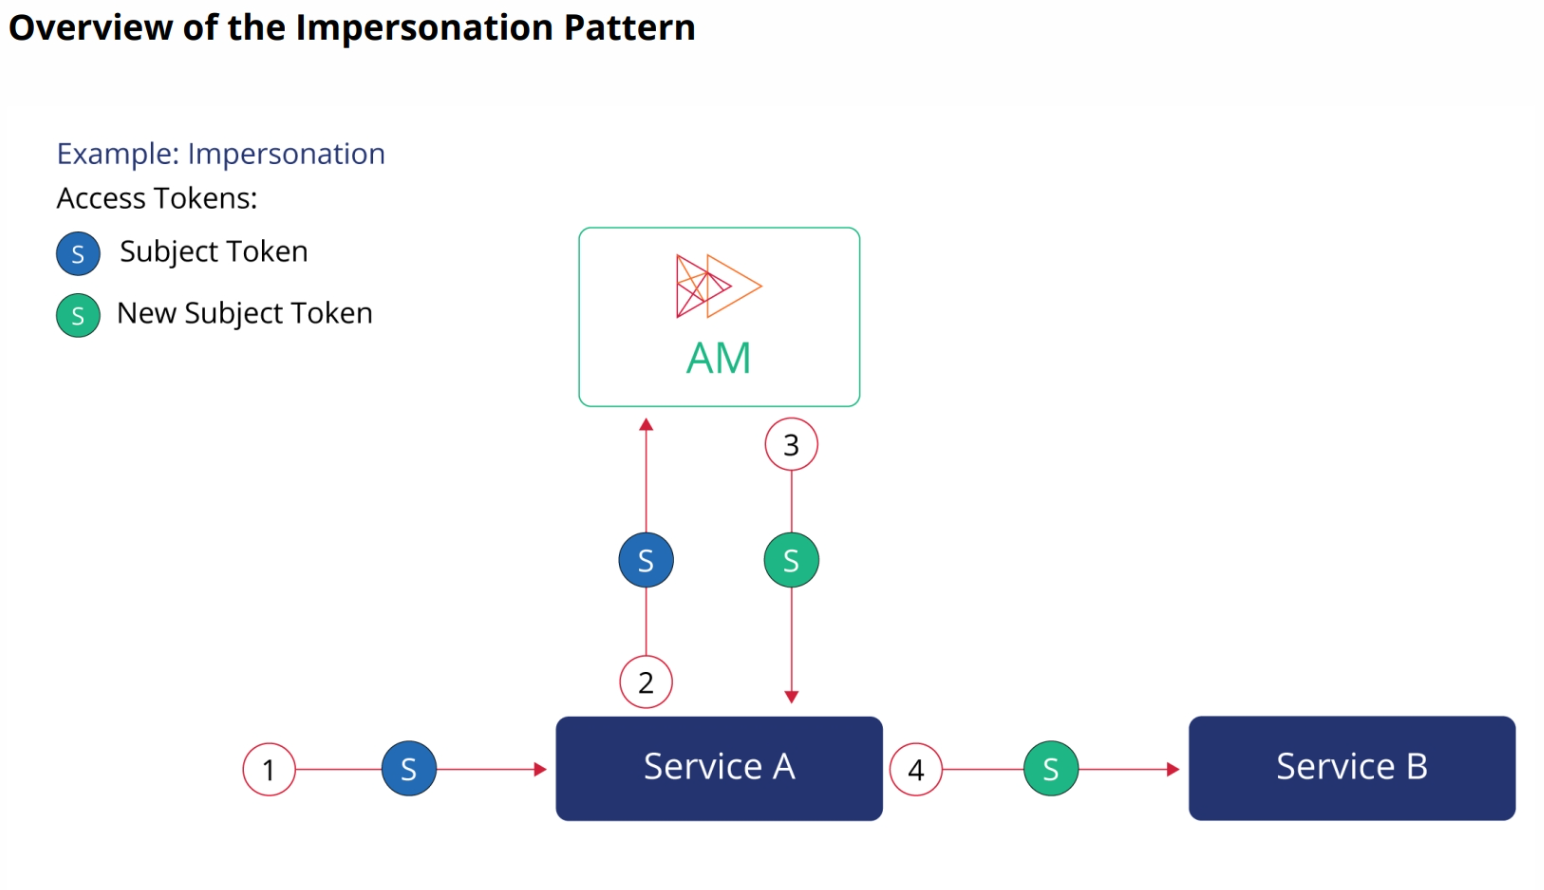 Overview of the Impersonation Pattern
Example: Impersonation
Access Tokens:
S Subject Token
S New Subject Token
AM
3
S S
2
1 S Service A 4 S Service B